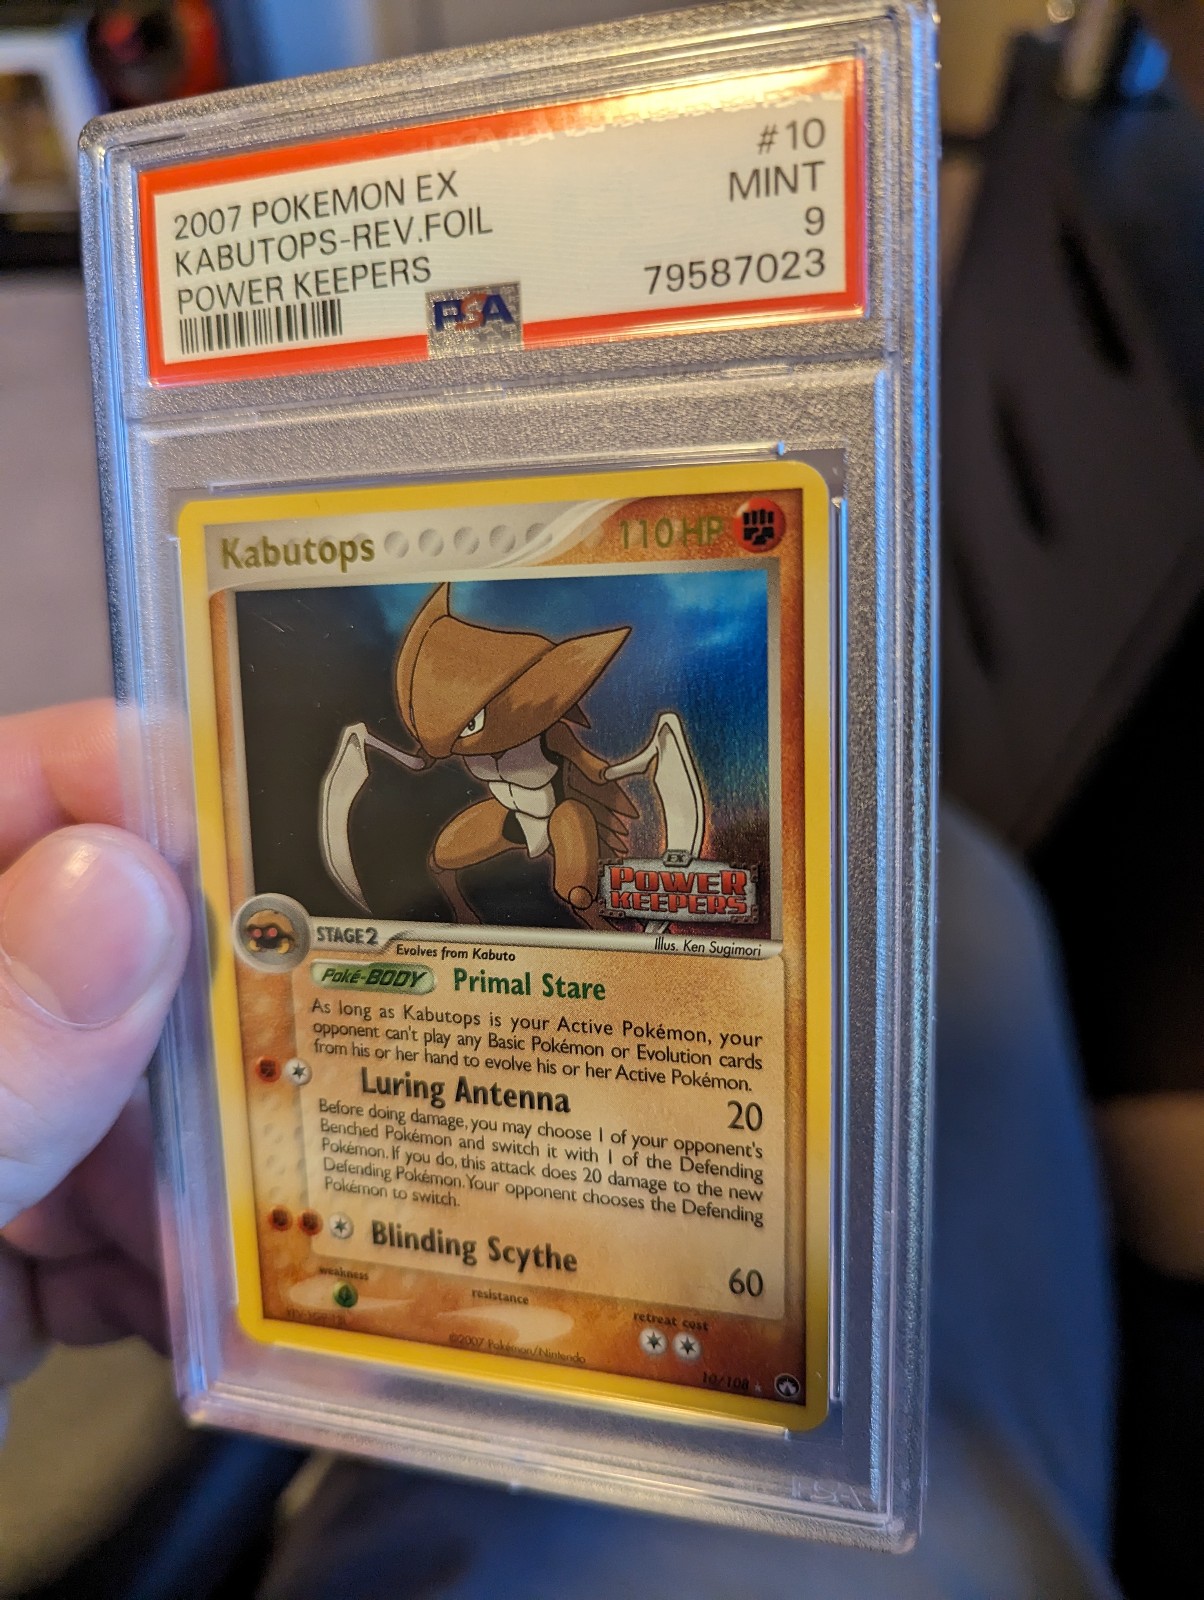 2007 POKEMON EX #10
KABUTOPS-REV.FOIL MINT
POWER KEEPERS 9
PSA 79587023
Kabutops 110 HP
EX
POWER
KEEPERS
STAGE2 Evolves from Kabuto Illus. Ken Sugimori
Poké-BODY Primal Stare
As long as Kabutops is your Active Pokémon, your
opponent can't play any Basic Pokémon or Evolution cards
from his or her hand to evolve his or her Active Pokémon.
Luring Antenna 20
Before doing damage, you may choose 1 of your opponent's
Benched Pokémon and switch it with 1 of the Defending
Pokémon. If you do, this attack does 20 damage to the new
Defending Pokémon. Your opponent chooses the Defending
Pokémon to switch.
Blinding Scythe 60
weakness resistance retreat cost
©2007 Pokémon/Nintendo
10/108
PSA